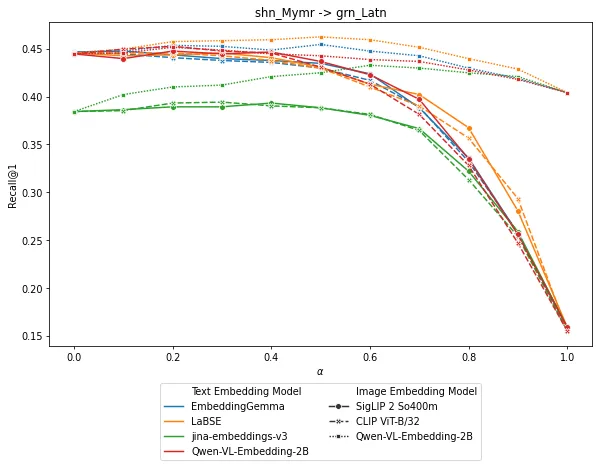 shn_Mymr -> grn_Latn
Recall@1
0.45
0.40
0.35
0.30
0.25
0.20
0.15
0.0 0.2 0.4 0.6 0.8 1.0
α
Text Embedding Model
EmbeddingGemma
LaBSE
jina-embeddings-v3
Qwen-VL-Embedding-2B
Image Embedding Model
SigLIP 2 So400m
CLIP ViT-B/32
Qwen-VL-Embedding-2B